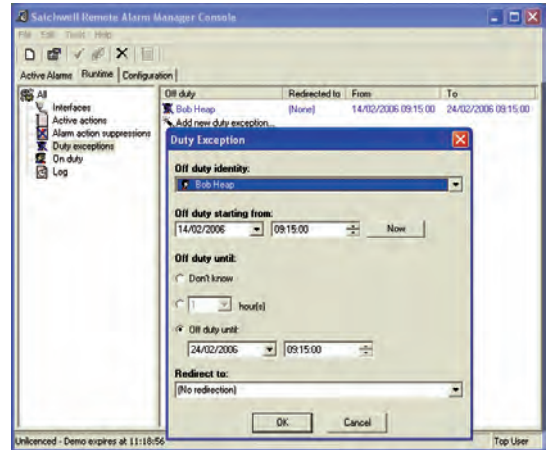 Satchwell Remote Alarm Manager Console
File Edit Tools Help
Active Alarms Runtime Configuration
All
Interfaces
Active actions
Alarm action suppressions
Duty exceptions
On duty
Log
Off duty Redirected to From To
Bob Heap (None) 14/02/2006 09:15:00 24/02/2006 09:15:00
Add new duty exception...
Duty Exception
Off duty identity:
Bob Heap
Off duty starting from:
14/02/2006 09:15:00 Now
Off duty until:
Don't know
1 hour(s)
Off duty until:
24/02/2006 09:15:00
Redirect to:
(No redirection)
OK Cancel
Unlicenced - Demo expires at 11:18:56 Top User